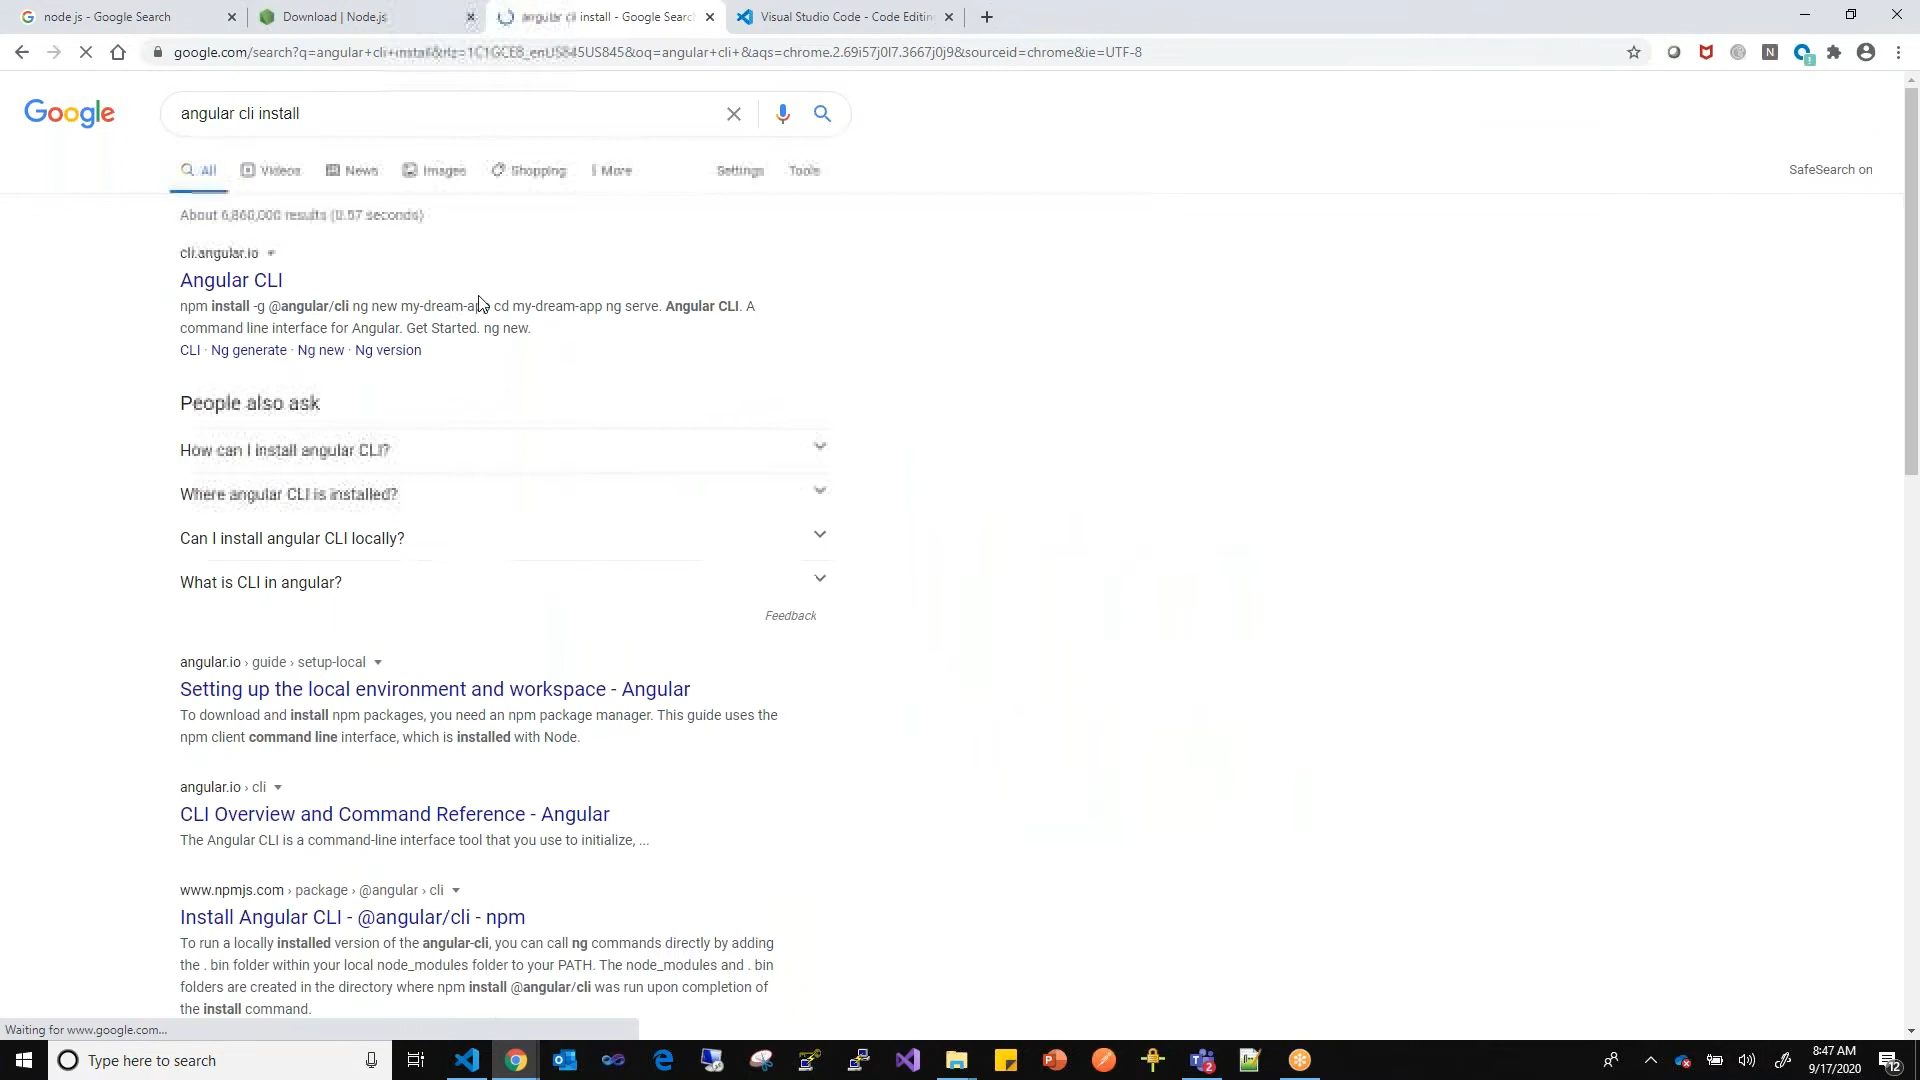 node js - Google Search
Download | Node.js
angular cli install - Google Searc
Visual Studio Code - Code Editin
google.com/search?q=angular+cli+install&rlz=1C1GCEB_enUS845US845&oq=angular+cli+&aqs=chrome.2.69i57j0l7.3667j0j9&sourceid=chrome&ie=UTF-8
Google
angular cli install
All
Videos
News
Images
Shopping
More
Settings
Tools
SafeSearch on
About 6,860,000 results (0.57 seconds)
cli.angular.io
Angular CLI
npm install -g @angular/cli ng new my-dream-app cd my-dream-app ng serve. Angular CLI. A
command line interface for Angular. Get Started. ng new.
CLI · Ng generate · Ng new · Ng version
People also ask
How can I install angular CLI?
Where angular CLI is installed?
Can I install angular CLI locally?
What is CLI in angular?
Feedback
angular.io › guide › setup-local
Setting up the local environment and workspace - Angular
To download and install npm packages, you need an npm package manager. This guide uses the
npm client command line interface, which is installed with Node.
angular.io › cli
CLI Overview and Command Reference - Angular
The Angular CLI is a command-line interface tool that you use to initialize, ...
www.npmjs.com › package › @angular › cli
Install Angular CLI - @angular/cli - npm
To run a locally installed version of the angular-cli, you can call ng commands directly by adding
the . bin folder within your local node_modules folder to your PATH. The node_modules and . bin
folders are created in the directory where npm install @angular/cli was run upon completion of
the install command.
Waiting for www.google.com...
Type here to search
8:47 AM
9/17/2020
12